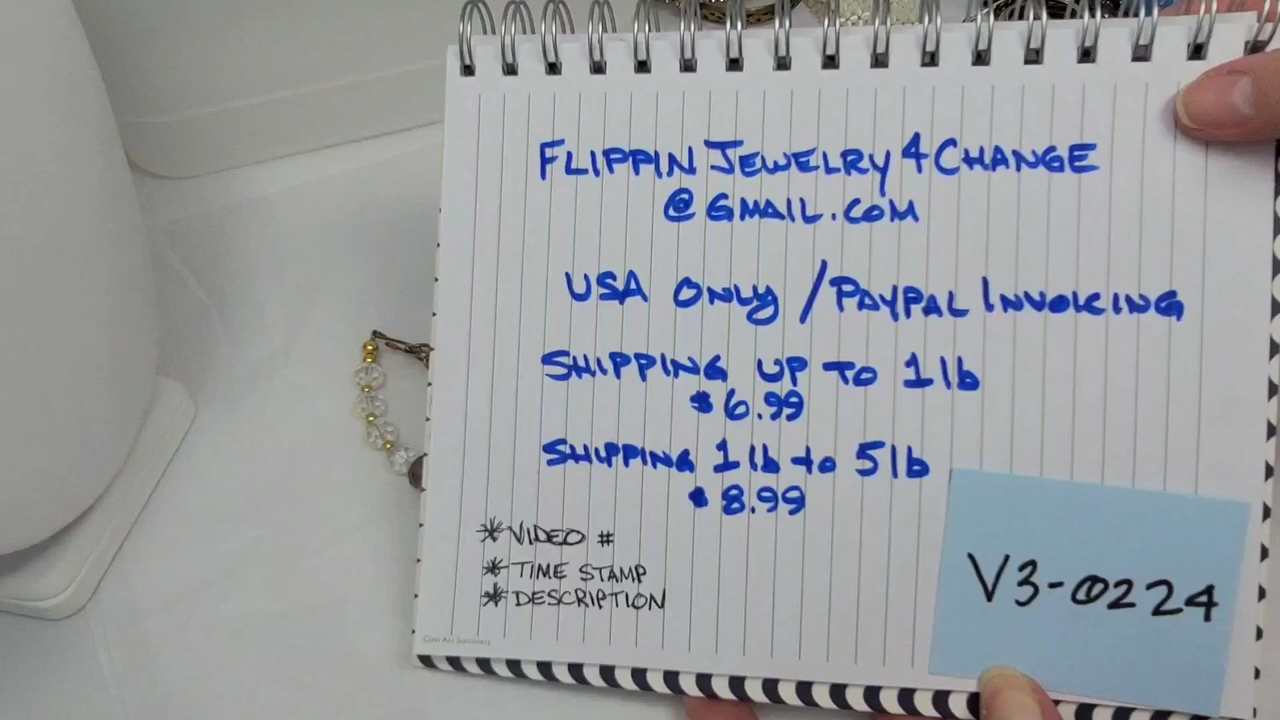 FLIPPIN JEWELRY 4 CHANGE
@GMAIL.COM
USA ONLY / PAYPAL INVOICING
SHIPPING UP TO 1lb
$6.99
SHIPPING 1lb to 5lb
$8.99
* VIDEO #
* TIME STAMP
* DESCRIPTION
V3-0224